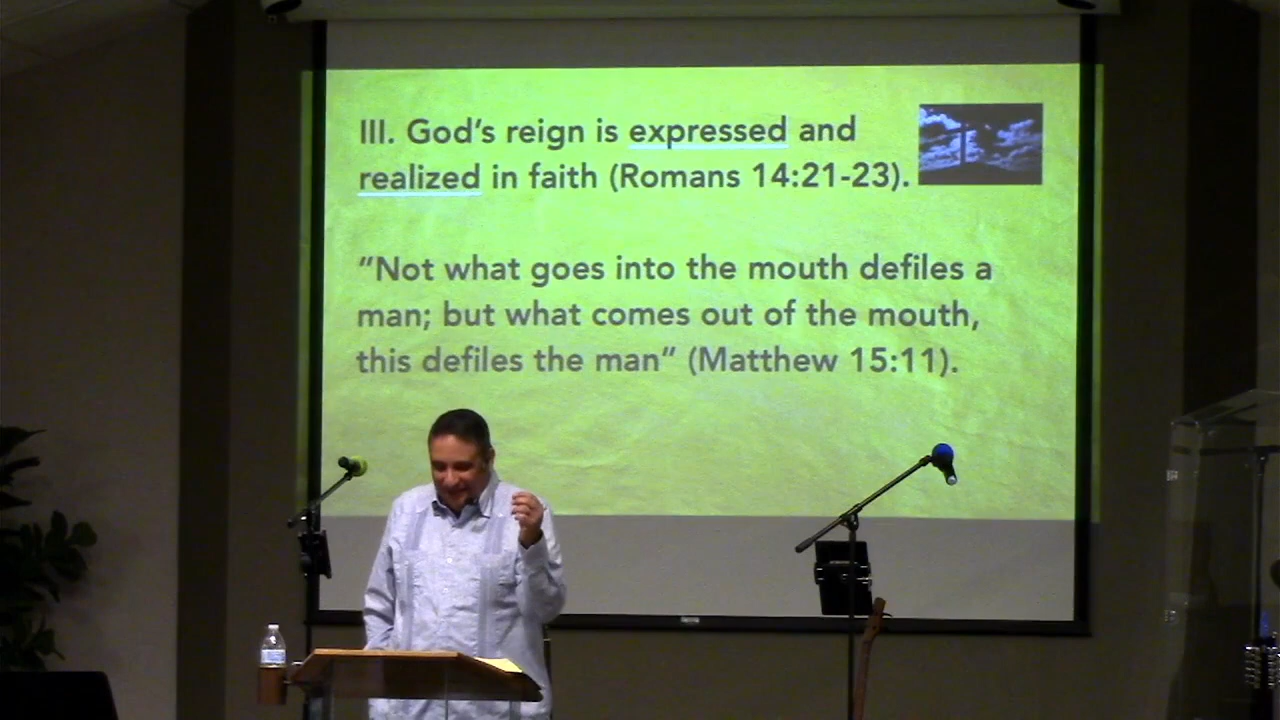 III. God’s reign is expressed and
realized in faith (Romans 14:21-23).
“Not what goes into the mouth defiles a
man; but what comes out of the mouth,
this defiles the man” (Matthew 15:11).